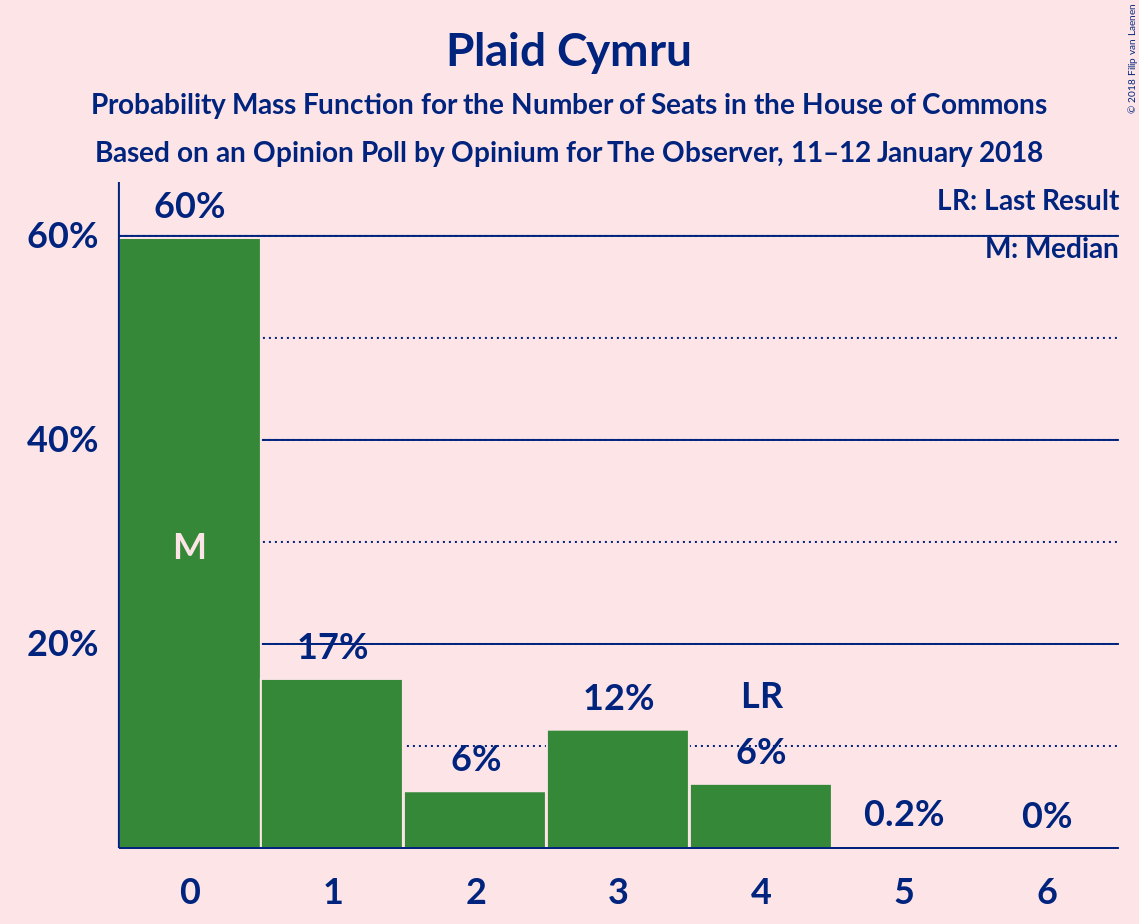 Plaid Cymru
Probability Mass Function for the Number of Seats in the House of Commons
Based on an Opinion Poll by Opinium for The Observer, 11–12 January 2018
© 2018 Filip van Laenen
LR: Last Result
M: Median
60%
60%
40%
20%
M
17%
6%
12%
LR
6%
0.2%
0%
0 1 2 3 4 5 6